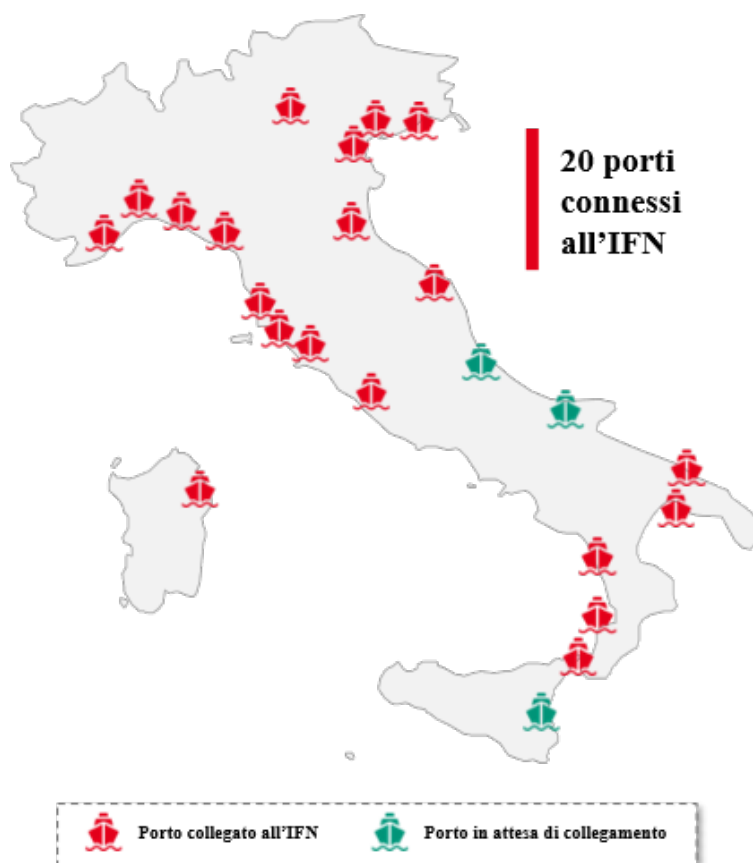 20 porti
connessi
all’IFN
Porto collegato all’IFN
Porto in attesa di collegamento